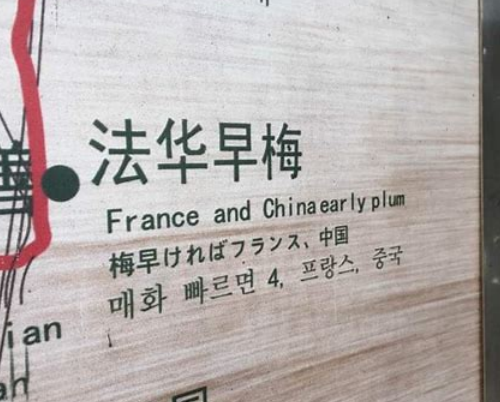 法华早梅
France and China early plum
梅早ければフランス、中国
매화 빠르면 4, 프랑스, 중국
ian
an